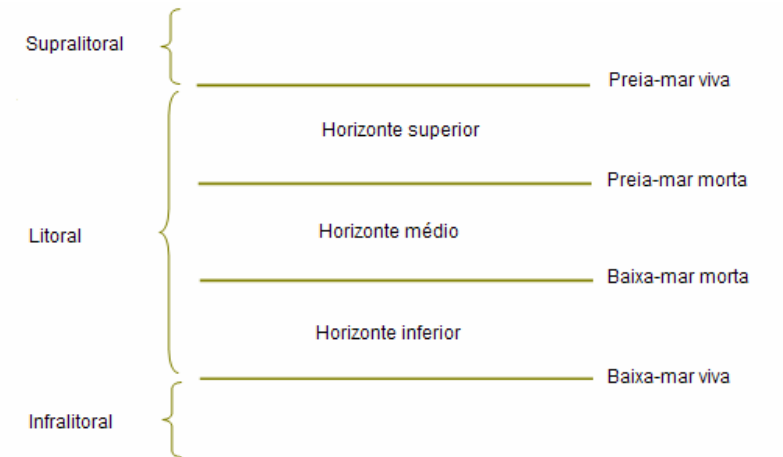 Supralitoral
Preia-mar viva
Horizonte superior
Preia-mar morta
Litoral
Horizonte médio
Baixa-mar morta
Horizonte inferior
Baixa-mar viva
Infralitoral